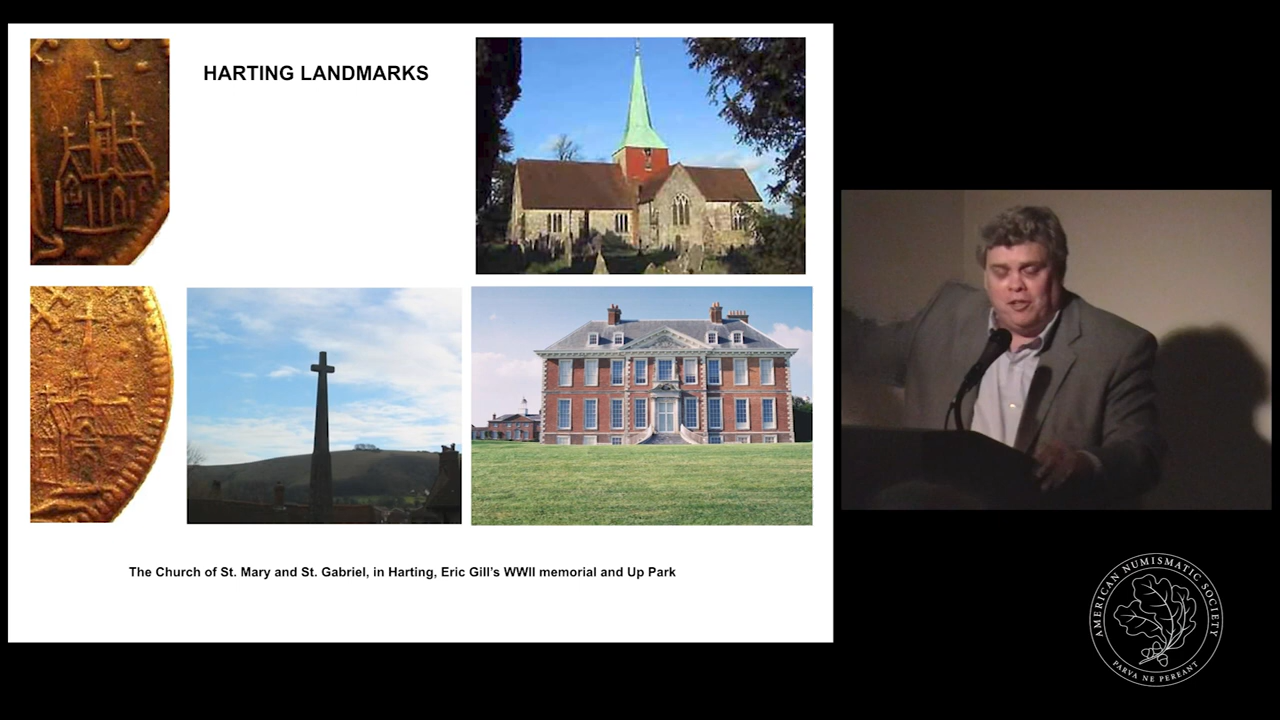 HARTING LANDMARKS
The Church of St. Mary and St. Gabriel, in Harting, Eric Gill's WWII memorial and Up Park
AMERICAN NUMISMATIC SOCIETY
PARVA NE PEREANT